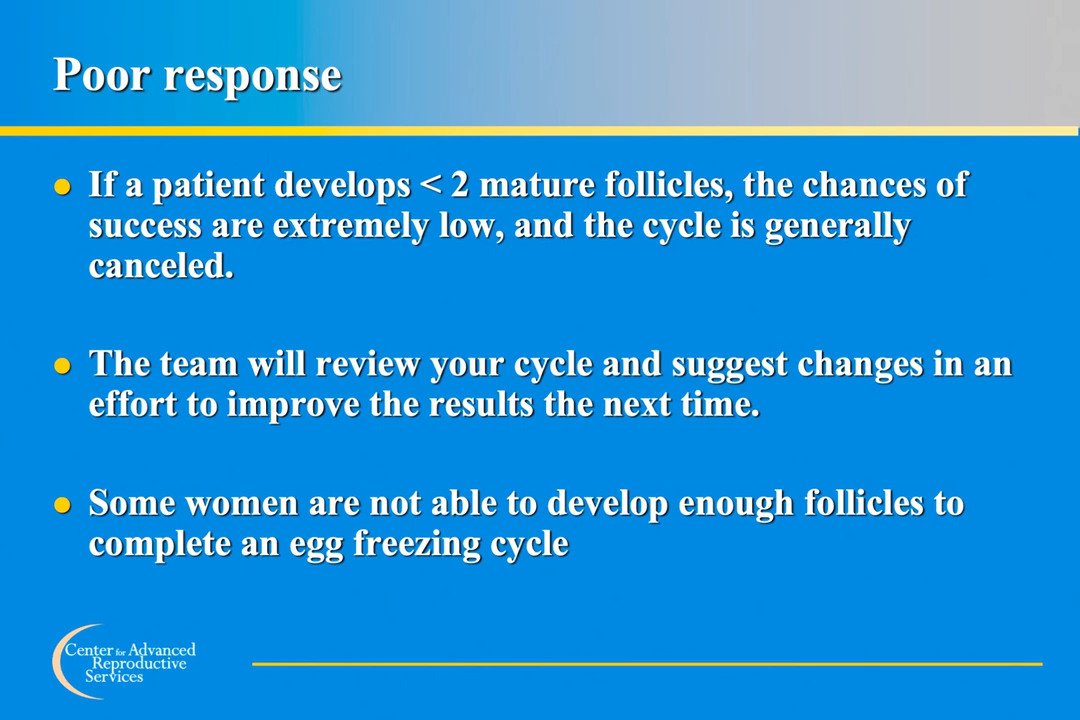 Poor response
If a patient develops < 2 mature follicles, the chances of
success are extremely low, and the cycle is generally
canceled.
The team will review your cycle and suggest changes in an
effort to improve the results the next time.
Some women are not able to develop enough follicles to
complete an egg freezing cycle
Center for Advanced
Reproductive
Services